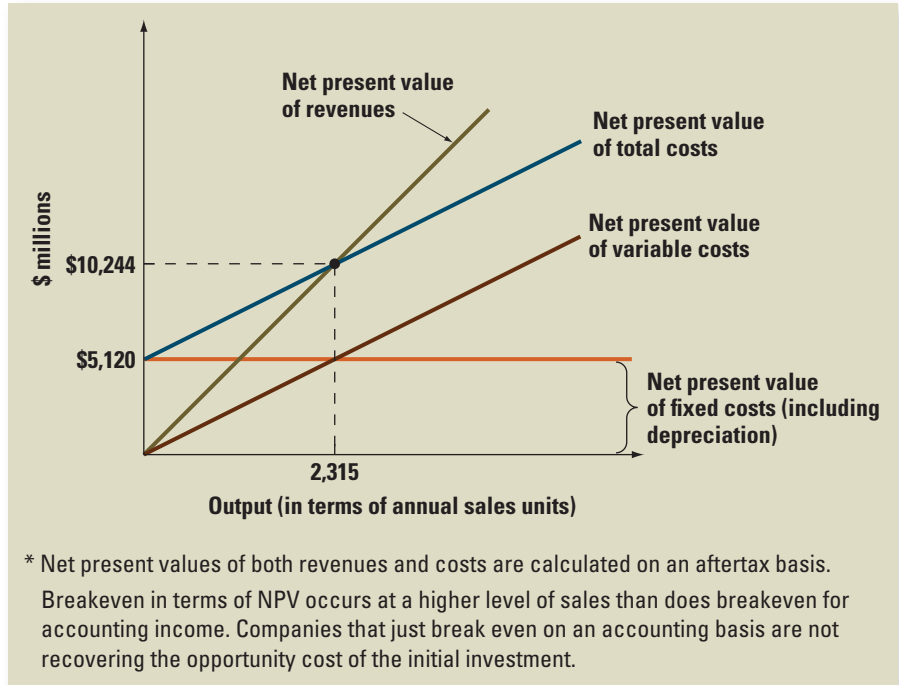 Net present value
of revenues
Net present value
of total costs
Net present value
of variable costs
$ millions
$10,244
$5,120
Net present value
of fixed costs (including
depreciation)
2,315
Output (in terms of annual sales units)
* Net present values of both revenues and costs are calculated on an aftertax basis.
Breakeven in terms of NPV occurs at a higher level of sales than does breakeven for
accounting income. Companies that just break even on an accounting basis are not
recovering the opportunity cost of the initial investment.